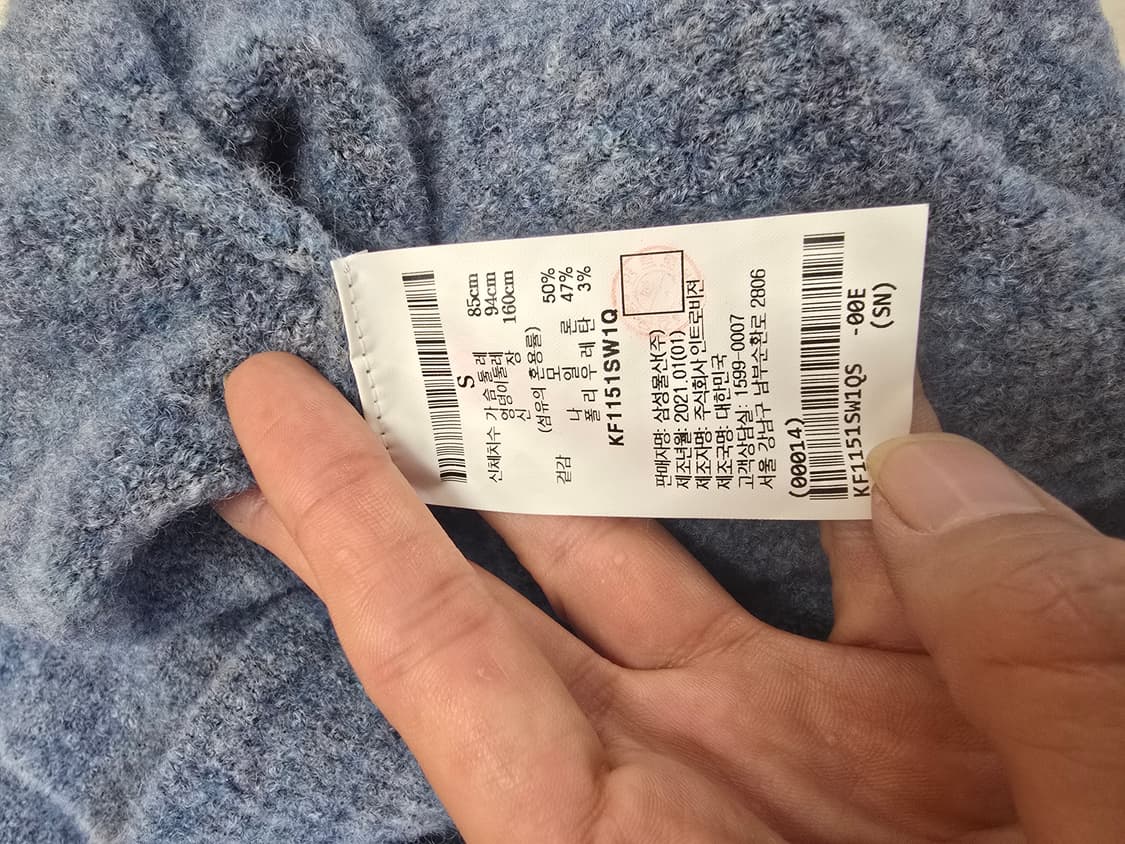 S
신체치수 가슴둘레 85cm
엉덩이둘레 94cm
신 장 160cm
(섬유의 혼용률)
겉감 모 50%
나 일 론 47%
폴리우레탄 3%
KF1151SW1Q
판매자명: 삼성물산(주)
제조년월: 2021.01(01)
제조자명: 주식회사 인트로비전
제조국명: 대한민국
고객상담실: 1599-0007
서울 강남구 남부순환로 2806
(00014)
KF1151SW1QS -00E
(SN)